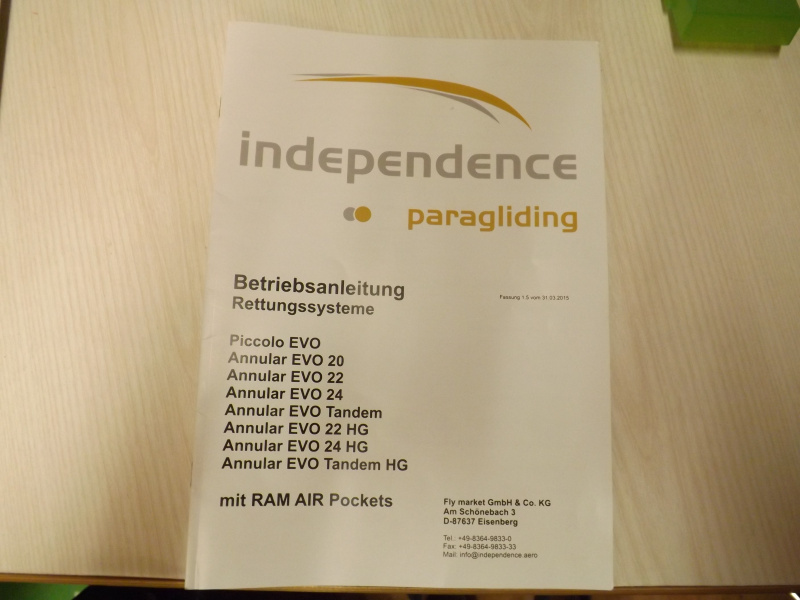 independence
paragliding
Betriebsanleitung
Rettungssysteme
Fassung 1.5 vom 31.03.2015
Piccolo EVO
Annular EVO 20
Annular EVO 22
Annular EVO 24
Annular EVO Tandem
Annular EVO 22 HG
Annular EVO 24 HG
Annular EVO Tandem HG
mit RAM AIR Pockets
Fly market GmbH & Co. KG
Am Schönebach 3
D-87637 Eisenberg
Tel.: +49-8364-9833-0
Fax: +49-8364-9833-33
Mail: info@independence.aero